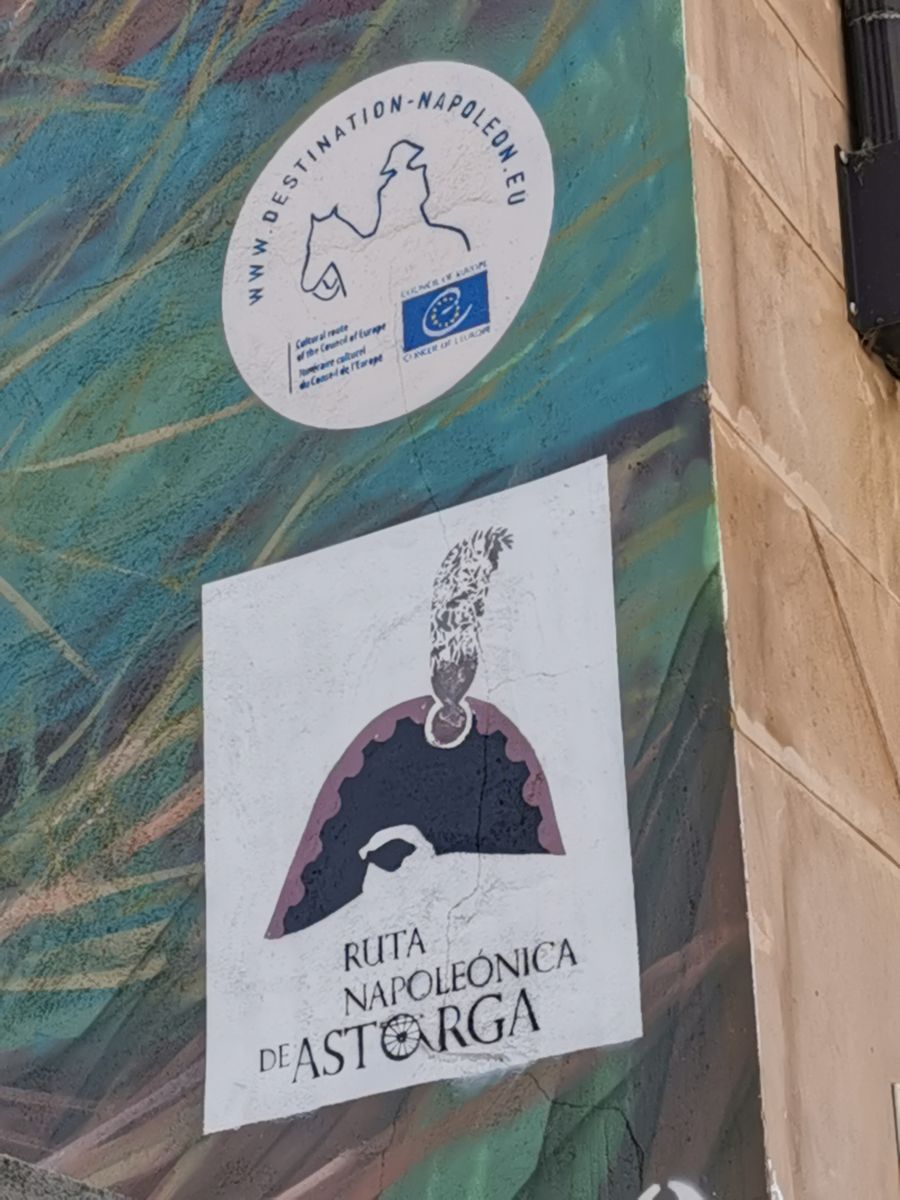 WWW.DESTINATION-NAPOLEON.EU
COUNCIL OF EUROPE
Cultural route
of the Council of Europe
Itinéraire culturel
du Conseil de l'Europe
CONSEIL DE L'EUROPE
RUTA
NAPOLEÓNICA
DE ASTORGA